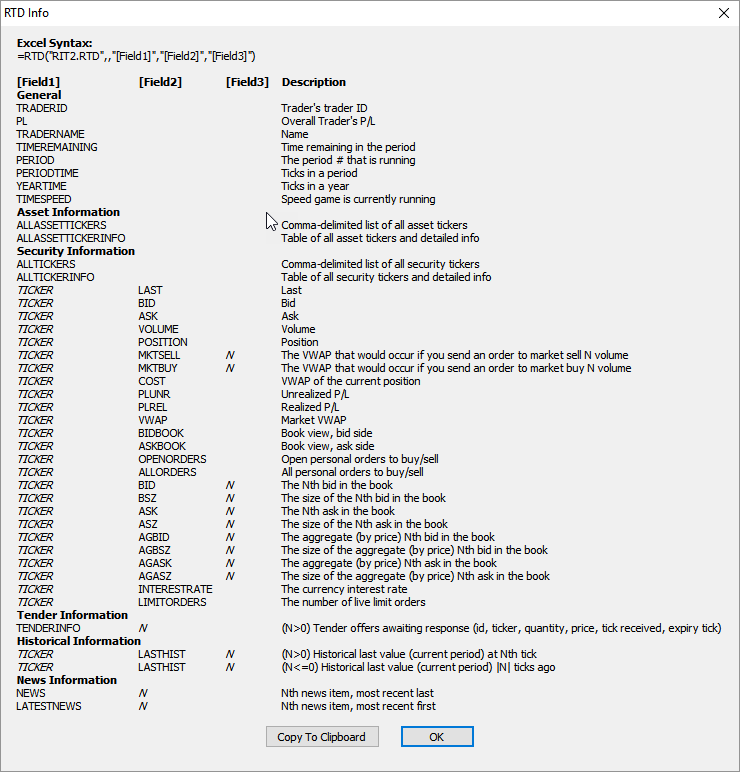 RTD Info
Excel Syntax:
=RTD("RIT2.RTD",,"[Field1]","[Field2]","[Field3]")
[Field1] [Field2] [Field3] Description
General
TRADERID Trader's trader ID
PL Overall Trader's P/L
TRADERNAME Name
TIMEREMAINING Time remaining in the period
PERIOD The period # that is running
PERIODTIME Ticks in a period
YEARTIME Ticks in a year
TIMESPEED Speed game is currently running
Asset Information
ALLASSETTICKERS Comma-delimited list of all asset tickers
ALLASSETTICKERINFO Table of all asset tickers and detailed info
Security Information
ALLTICKERS Comma-delimited list of all security tickers
ALLTICKERINFO Table of all security tickers and detailed info
TICKER LAST Last
TICKER BID Bid
TICKER ASK Ask
TICKER VOLUME Volume
TICKER POSITION Position
TICKER MKTSELL N The VWAP that would occur if you send an order to market sell N volume
TICKER MKTBUY N The VWAP that would occur if you send an order to market buy N volume
TICKER COST VWAP of the current position
TICKER PLUNR Unrealized P/L
TICKER PLREL Realized P/L
TICKER VWAP Market VWAP
TICKER BIDBOOK Book view, bid side
TICKER ASKBOOK Book view, ask side
TICKER OPENORDERS Open personal orders to buy/sell
TICKER ALLORDERS All personal orders to buy/sell
TICKER BID N The Nth bid in the book
TICKER BSZ N The size of the Nth bid in the book
TICKER ASK N The Nth ask in the book
TICKER ASZ N The size of the Nth ask in the book
TICKER AGBID N The aggregate (by price) Nth bid in the book
TICKER AGBSZ N The size of the aggregate (by price) Nth bid in the book
TICKER AGASK N The aggregate (by price) Nth ask in the book
TICKER AGASZ N The size of the aggregate (by price) Nth ask in the book
TICKER INTERESTRATE The currency interest rate
TICKER LIMITORDERS The number of live limit orders
Tender Information
TENDERINFO N (N>0) Tender offers awaiting response (id, ticker, quantity, price, tick received, expiry tick)
Historical Information
TICKER LASTHIST N (N>0) Historical last value (current period) at Nth tick
TICKER LASTHIST N (N<=0) Historical last value (current period) |N| ticks ago
News Information
NEWS N Nth news item, most recent last
LATESTNEWS N Nth news item, most recent first
Copy To Clipboard OK